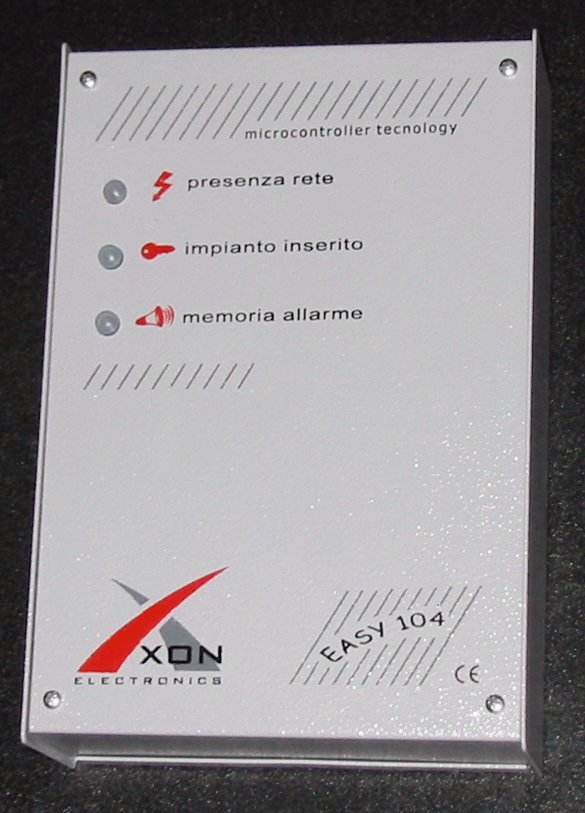 microcontroller tecnology
presenza rete
impianto inserito
memoria allarme
XON
ELECTRONICS
EASY 104
CE